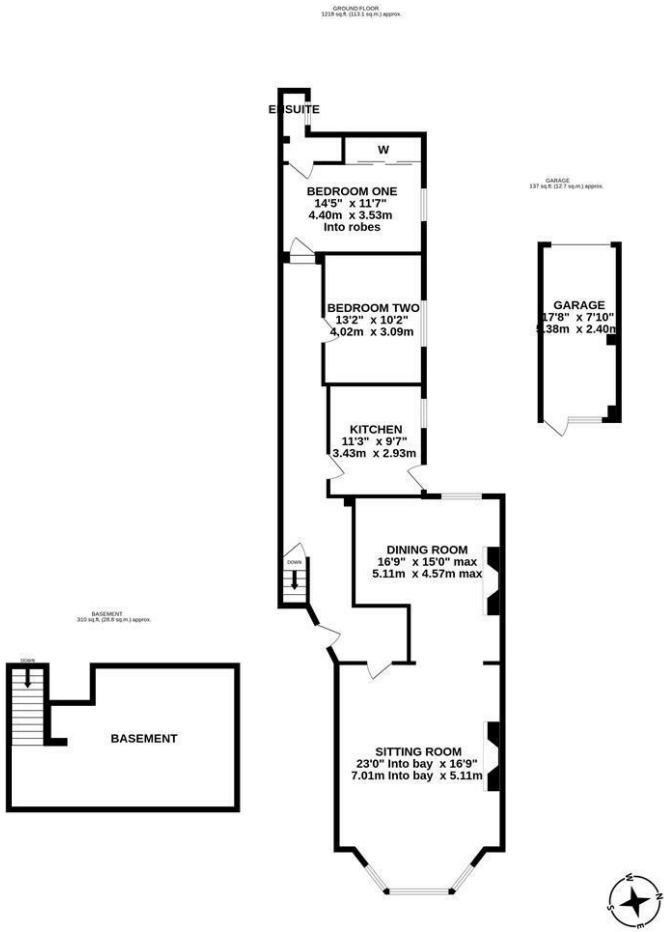 GROUND FLOOR
1218 sq.ft. (113.1 sq.m.) approx.
ENSUITE
W
BEDROOM ONE
14'5" x 11'7"
4.40m x 3.53m
Into robes
BEDROOM TWO
13'2" x 10'2"
4.02m x 3.09m
KITCHEN
11'3" x 9'7"
3.43m x 2.93m
DINING ROOM
16'9" x 15'0" max
5.11m x 4.57m max
DOWN
SITTING ROOM
23'0" Into bay x 16'9"
7.01m Into bay x 5.11m
GARAGE
137 sq.ft. (12.7 sq.m.) approx.
GARAGE
17'8" x 7'10"
5.38m x 2.40m
BASEMENT
310 sq.ft. (28.8 sq.m.) approx.
DOWN
BASEMENT
N
E
S
W